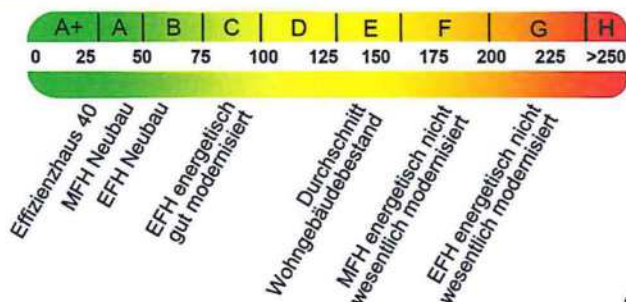 A+ A B C D E F G H
0 25 50 75 100 125 150 175 200 225 >250
Effizienzhaus 40
MFH Neubau
EFH Neubau
EFH energetisch
gut modernisiert
Durchschnitt
Wohngebäudebestand
MFH energetisch nicht
wesentlich modernisiert
EFH energetisch nicht
wesentlich modernisiert